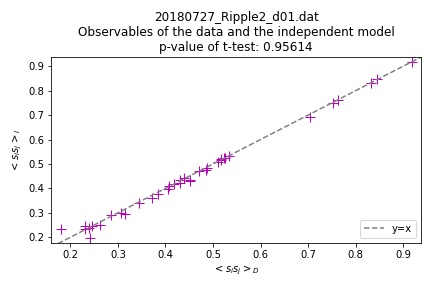 20180727_Ripple2_d01.dat
Observables of the data and the independent model
p-value of t-test: 0.95614
0.9
0.8
0.7
0.6
0.5
0.4
0.3
0.2
< s_i s_j >_I
y=x
0.2 0.3 0.4 0.5 0.6 0.7 0.8 0.9
< s_i s_j >_D